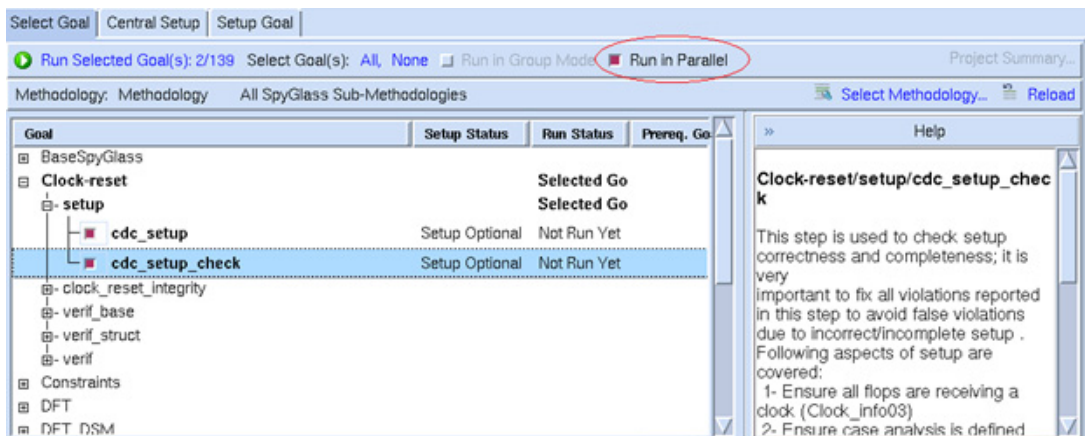 Select Goal Central Setup Setup Goal
Run Selected Goal(s): 2/139 Select Goal(s): All, None Run in Group Mode Run in Parallel Project Summary...
Methodology: Methodology All SpyGlass Sub-Methodologies Select Methodology... Reload
Goal Setup Status Run Status Prereq. Go
BaseSpyGlass
Clock-reset Selected Go
setup Selected Go
cdc_setup Setup Optional Not Run Yet
cdc_setup_check Setup Optional Not Run Yet
clock_reset_integrity
verif_base
verif_struct
verif
Constraints
DFT
DFT_DSM
» Help
Clock-reset/setup/cdc_setup_chec
k
This step is used to check setup
correctness and completeness; it is
very
important to fix all violations reported
in this step to avoid false violations
due to incorrect/incomplete setup .
Following aspects of setup are
covered:
1- Ensure all flops are receiving a
clock (Clock_info03)
2- Ensure case analysis is defined